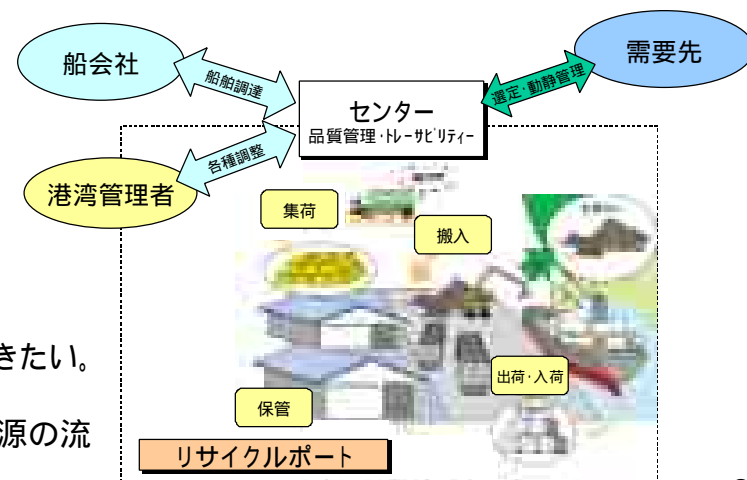 船会社
船舶調達
需要先
選定・動静管理
センター
品質管理・ﾄﾚｰｻﾋﾞﾘﾃｨｰ
各種調整
港湾管理者
集荷
搬入
きたい。
出荷・入荷
保管
源の流
リサイクルポート